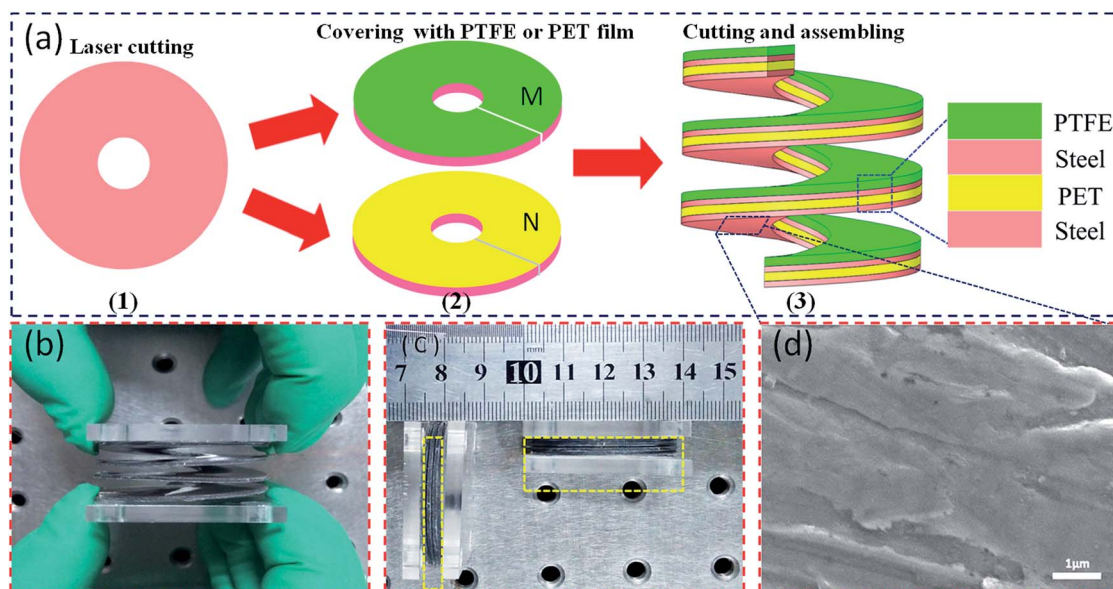 (a)
Laser cutting
Covering with PTFE or PET film
Cutting and assembling
M
N
PTFE
Steel
PET
Steel
(1)
(2)
(3)
(b)
(c)
mm
7 8 9 10 11 12 13 14 15
(d)
1μm